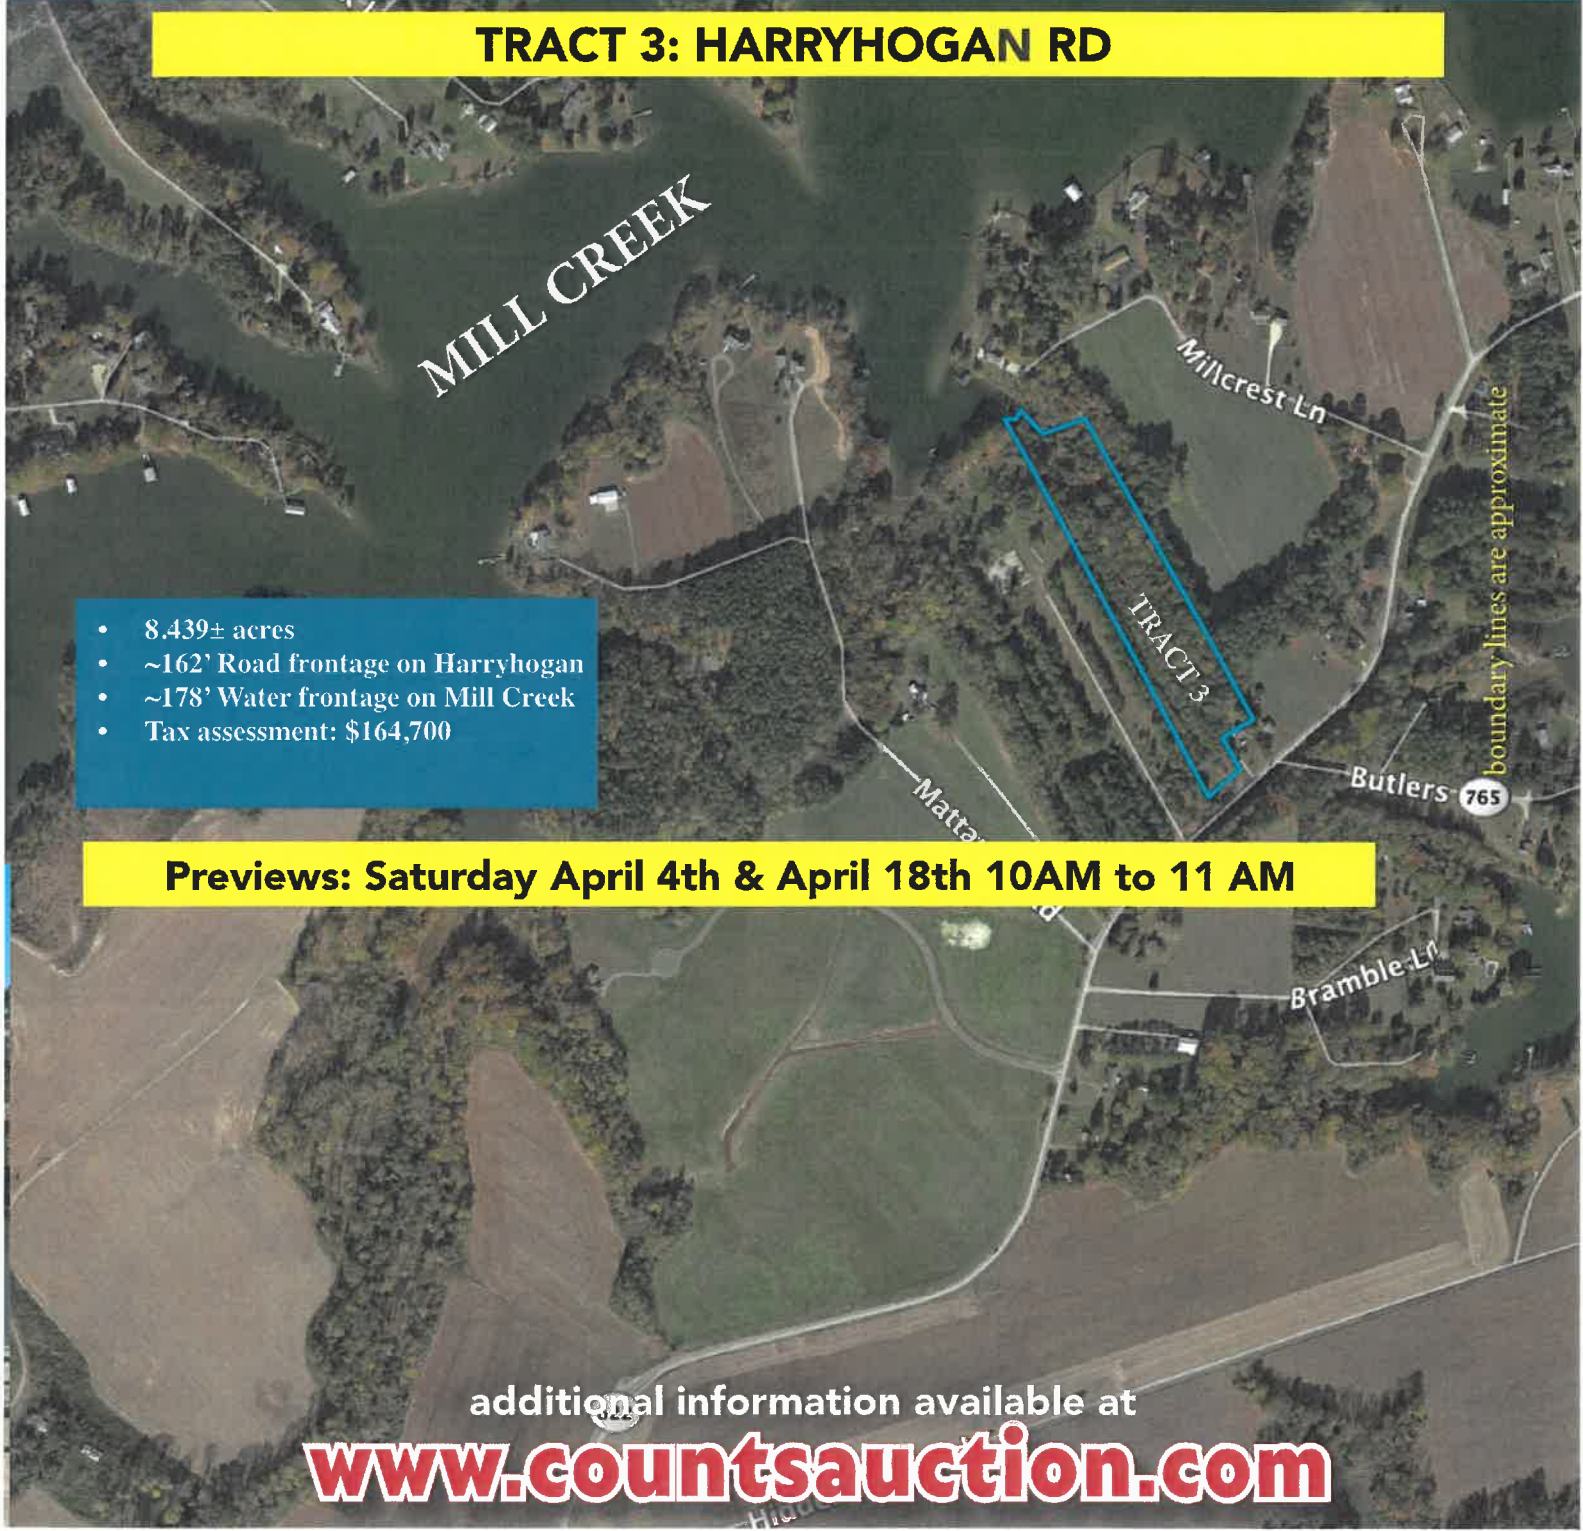 TRACT 3: HARRYHOGAN RD
MILL CREEK
Millcrest Ln
boundary lines are approximate
TRACT 3
• 8.439± acres
• ~162' Road frontage on Harryhogan
• ~178' Water frontage on Mill Creek
• Tax assessment: $164,700
Butlers 765
Previews: Saturday April 4th & April 18th 10AM to 11 AM
Bramble Ln
additional information available at
www.countsauction.com